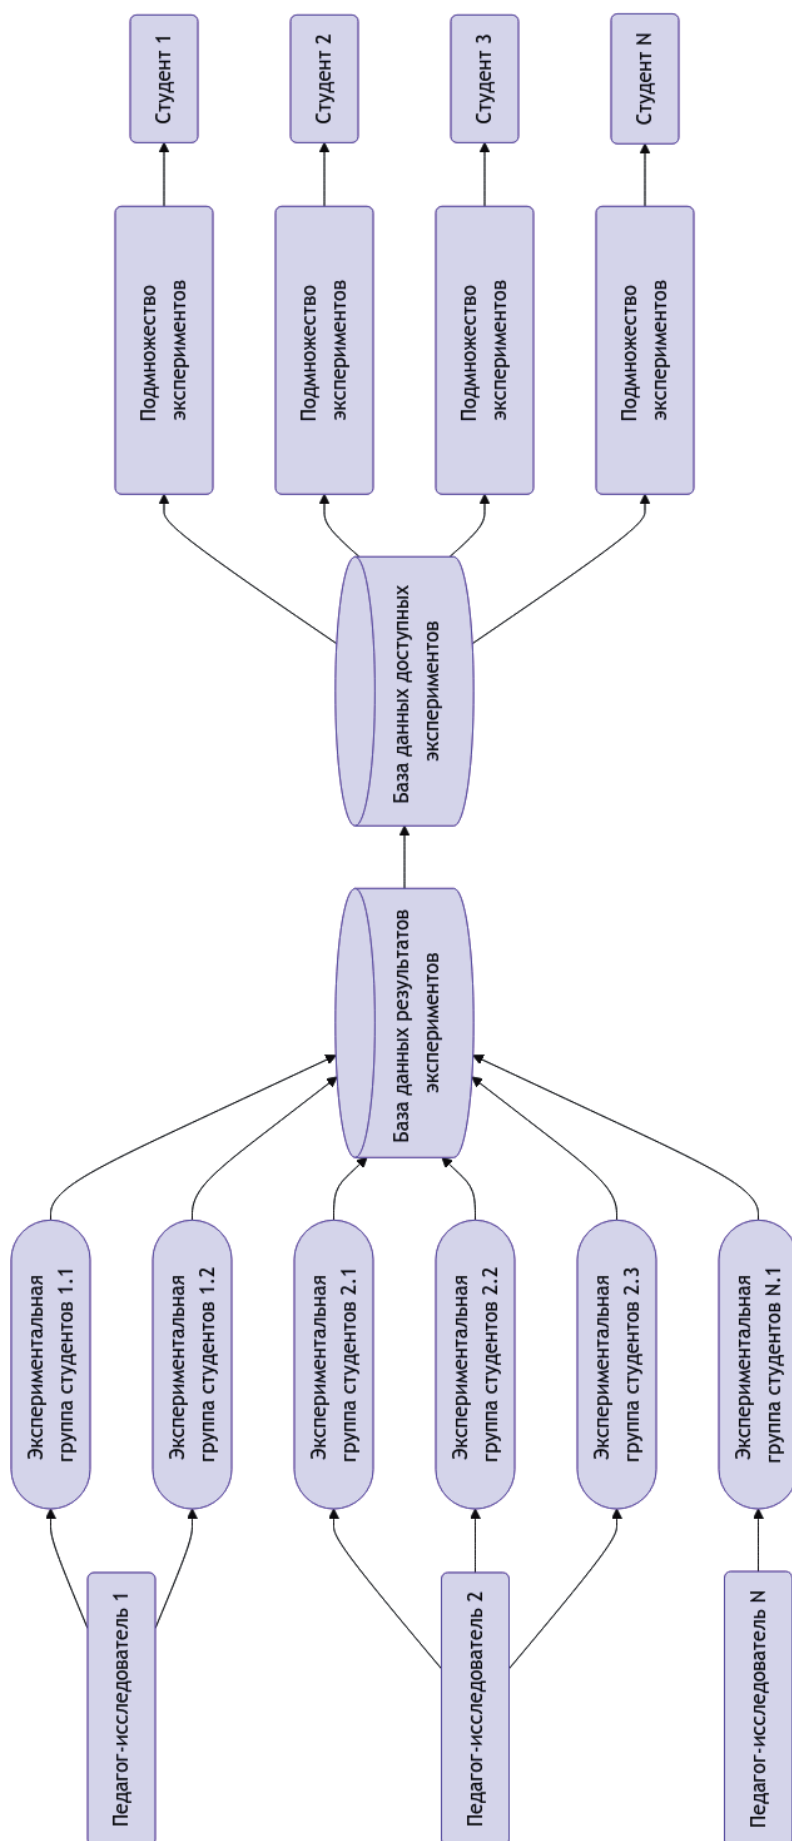 Студент 1
Студент 2
Студент 3
Студент N
Подмножество
экспериментов
Подмножество
экспериментов
Подмножество
экспериментов
Подмножество
экспериментов
База данных доступных
экспериментов
База данных результатов
экспериментов
Экспериментальная
группа студентов 1.1
Экспериментальная
группа студентов 1.2
Экспериментальная
группа студентов 2.1
Экспериментальная
группа студентов 2.2
Экспериментальная
группа студентов 2.3
Экспериментальная
группа студентов N.1
Педагог-исследователь 1
Педагог-исследователь 2
Педагог-исследователь N